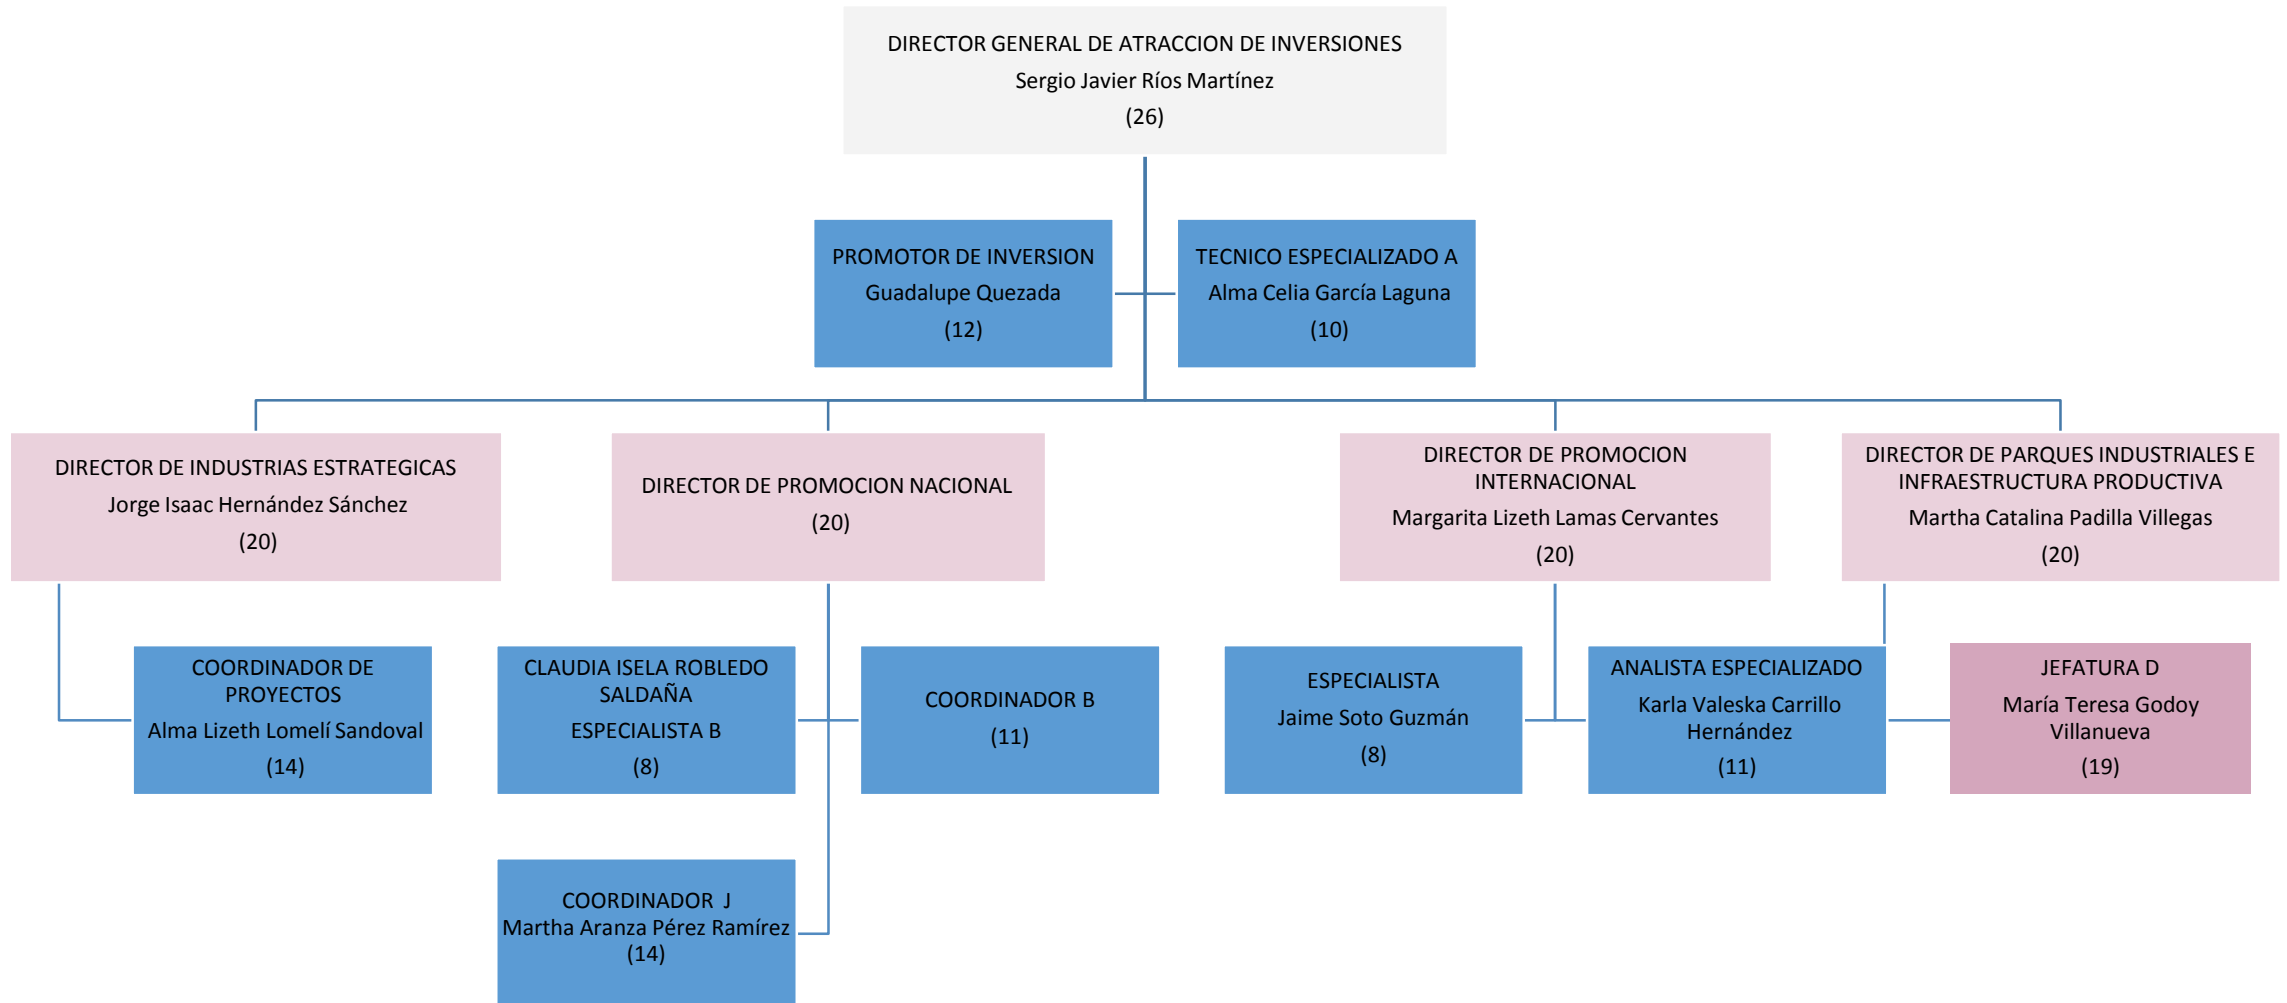 DIRECTOR GENERAL DE ATRACCION DE INVERSIONES
Sergio Javier Ríos Martínez
(26)
PROMOTOR DE INVERSION
Guadalupe Quezada
(12)
TECNICO ESPECIALIZADO A
Alma Celia García Laguna
(10)
DIRECTOR DE INDUSTRIAS ESTRATEGICAS
Jorge Isaac Hernández Sánchez
(20)
DIRECTOR DE PROMOCION NACIONAL
(20)
DIRECTOR DE PROMOCION
INTERNACIONAL
Margarita Lizeth Lamas Cervantes
(20)
DIRECTOR DE PARQUES INDUSTRIALES E
INFRAESTRUCTURA PRODUCTIVA
Martha Catalina Padilla Villegas
(20)
COORDINADOR DE
PROYECTOS
Alma Lizeth Lomelí Sandoval
(14)
CLAUDIA ISELA ROBLEDO
SALDAÑA
ESPECIALISTA B
(8)
COORDINADOR B
(11)
ESPECIALISTA
Jaime Soto Guzmán
(8)
ANALISTA ESPECIALIZADO
Karla Valeska Carrillo
Hernández
(11)
JEFATURA D
María Teresa Godoy
Villanueva
(19)
COORDINADOR  J
Martha Aranza Pérez Ramírez
(14)